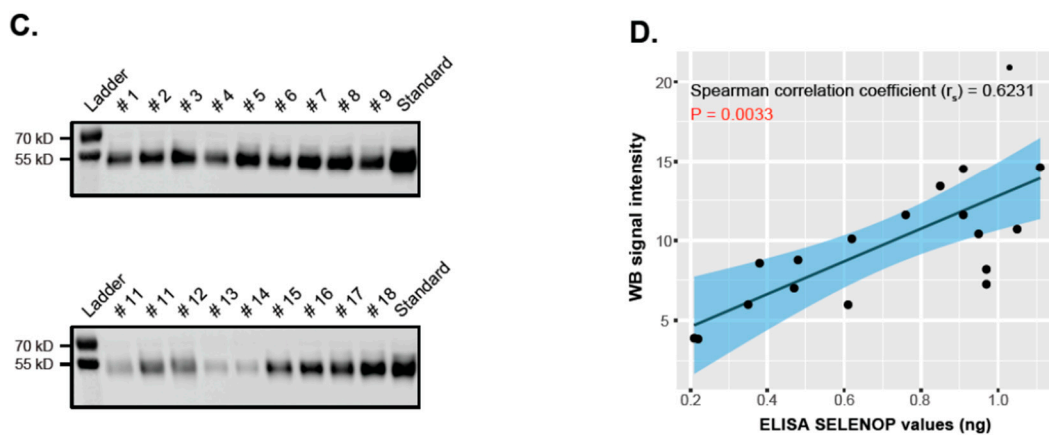 C.
Ladder #1 #2 #3 #4 #5 #6 #7 #8 #9 Standard
70 kD
55 kD
Ladder #11 #11 #12 #13 #14 #15 #16 #17 #18 Standard
70 kD
55 kD
D.
Spearman correlation coefficient (rs) = 0.6231
P = 0.0033
20
15
10
5
WB signal intensity
0.2 0.4 0.6 0.8 1.0
ELISA SELENOP values (ng)